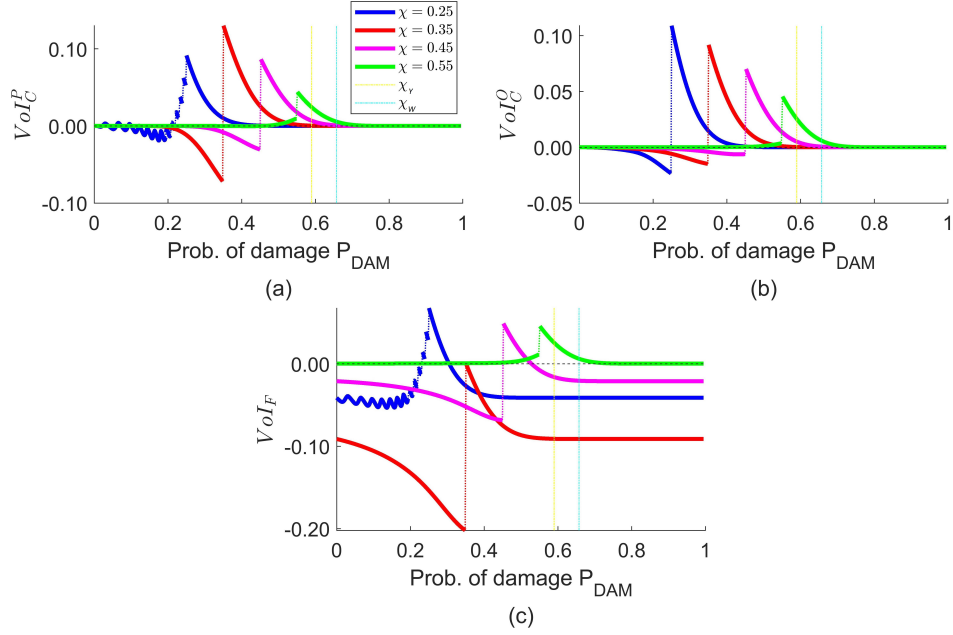 0.10
0.00
-0.10
VoI_C^P
0 0.2 0.4 0.6 0.8 1
Prob. of damage P_DAM
(a)
χ = 0.25
χ = 0.35
χ = 0.45
χ = 0.55
χ_Y
χ_W
0.10
0.05
0.00
-0.05
VoI_C^O
0 0.2 0.4 0.6 0.8 1
Prob. of damage P_DAM
(b)
0.00
-0.10
-0.20
VoI_F
0 0.2 0.4 0.6 0.8 1
Prob. of damage P_DAM
(c)